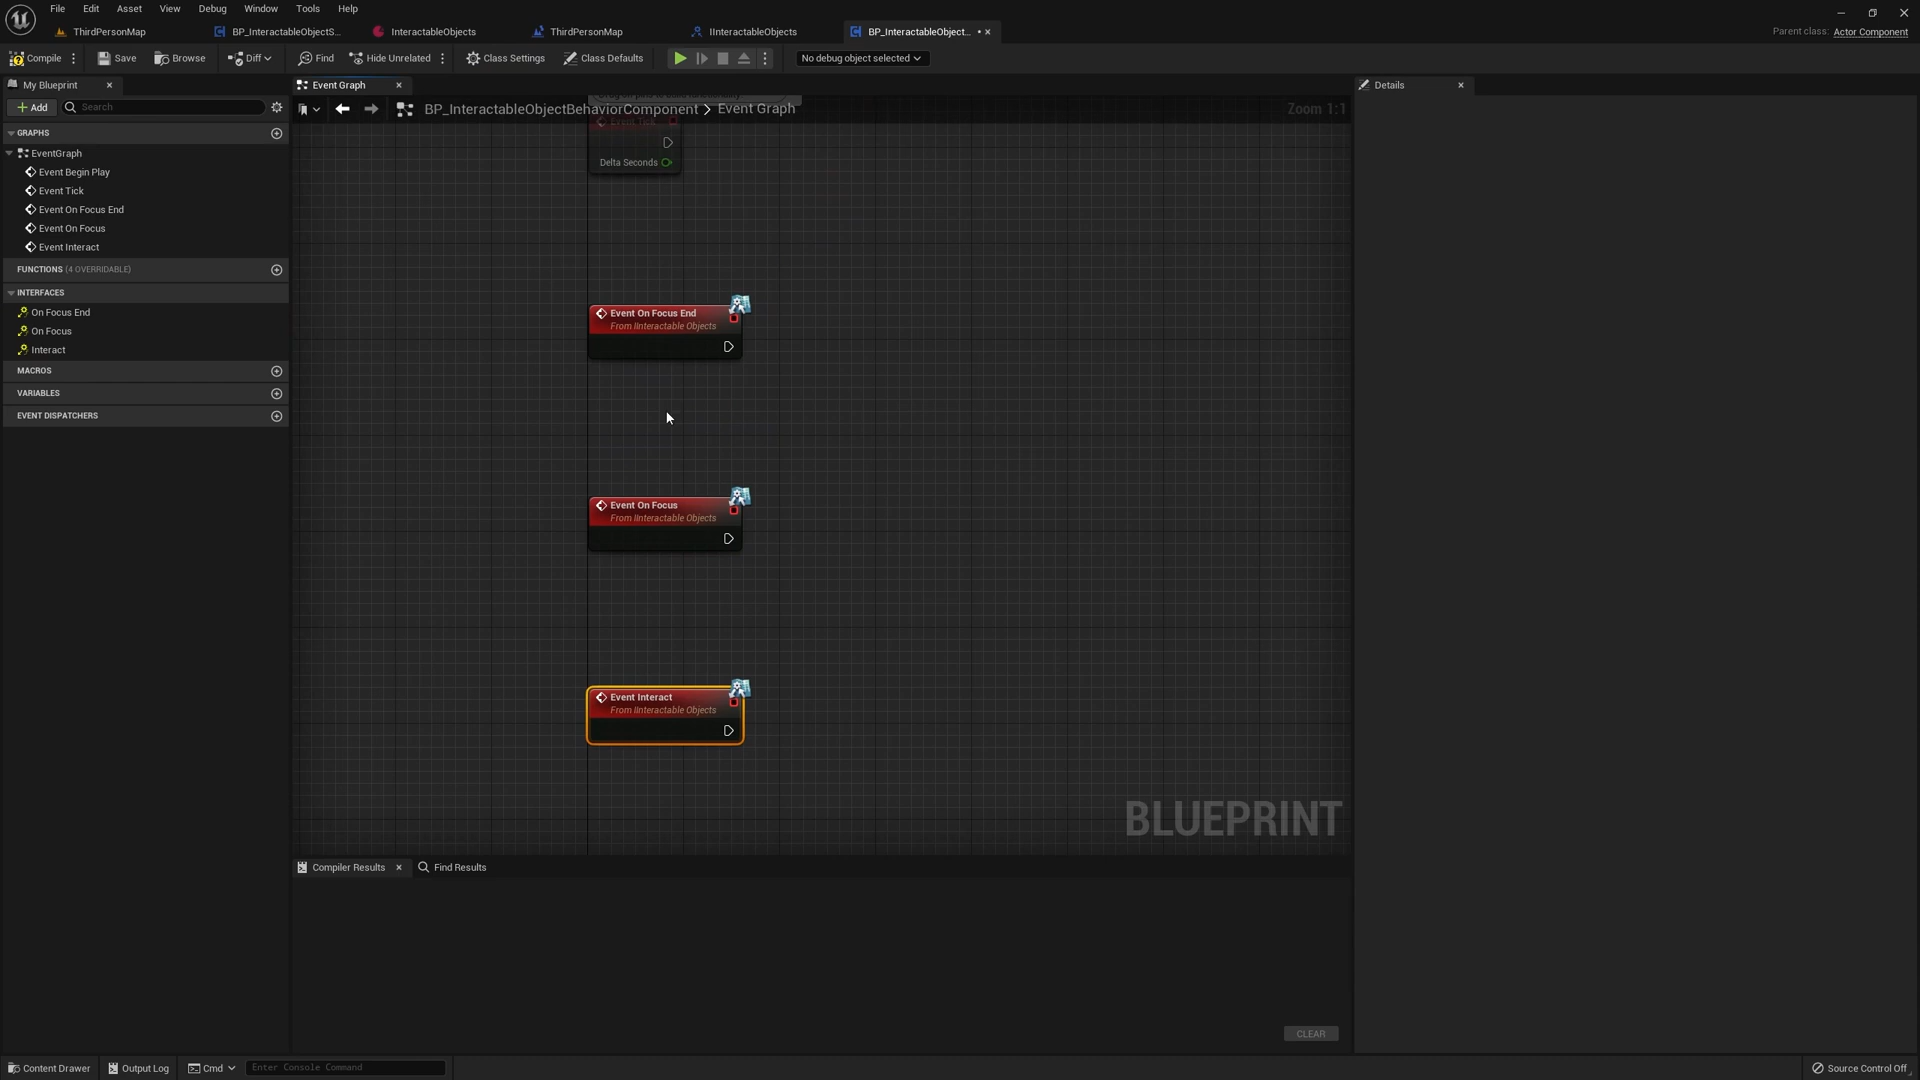 File Edit Asset View Debug Window Tools Help
ThirdPersonMap BP_InteractableObjectS... InteractableObjects ThirdPersonMap IInteractableObjects BP_InteractableObject...
Parent class: Actor Component
Compile Save Browse Diff Find Hide Unrelated Class Settings Class Defaults No debug object selected
My Blueprint
Add Search
GRAPHS
EventGraph
Event Begin Play
Event Tick
Event On Focus End
Event On Focus
Event Interact
FUNCTIONS (4 OVERRIDABLE)
INTERFACES
On Focus End
On Focus
Interact
MACROS
VARIABLES
EVENT DISPATCHERS
Event Graph
BP_InteractableObjectBehaviorComponent > Event Graph
Zoom 1:1
Event Tick
Delta Seconds
Event On Focus End
From IInteractable Objects
Event On Focus
From IInteractable Objects
Event Interact
From IInteractable Objects
BLUEPRINT
Compiler Results Find Results
CLEAR
Details
Content Drawer Output Log Cmd Enter Console Command
Source Control Off